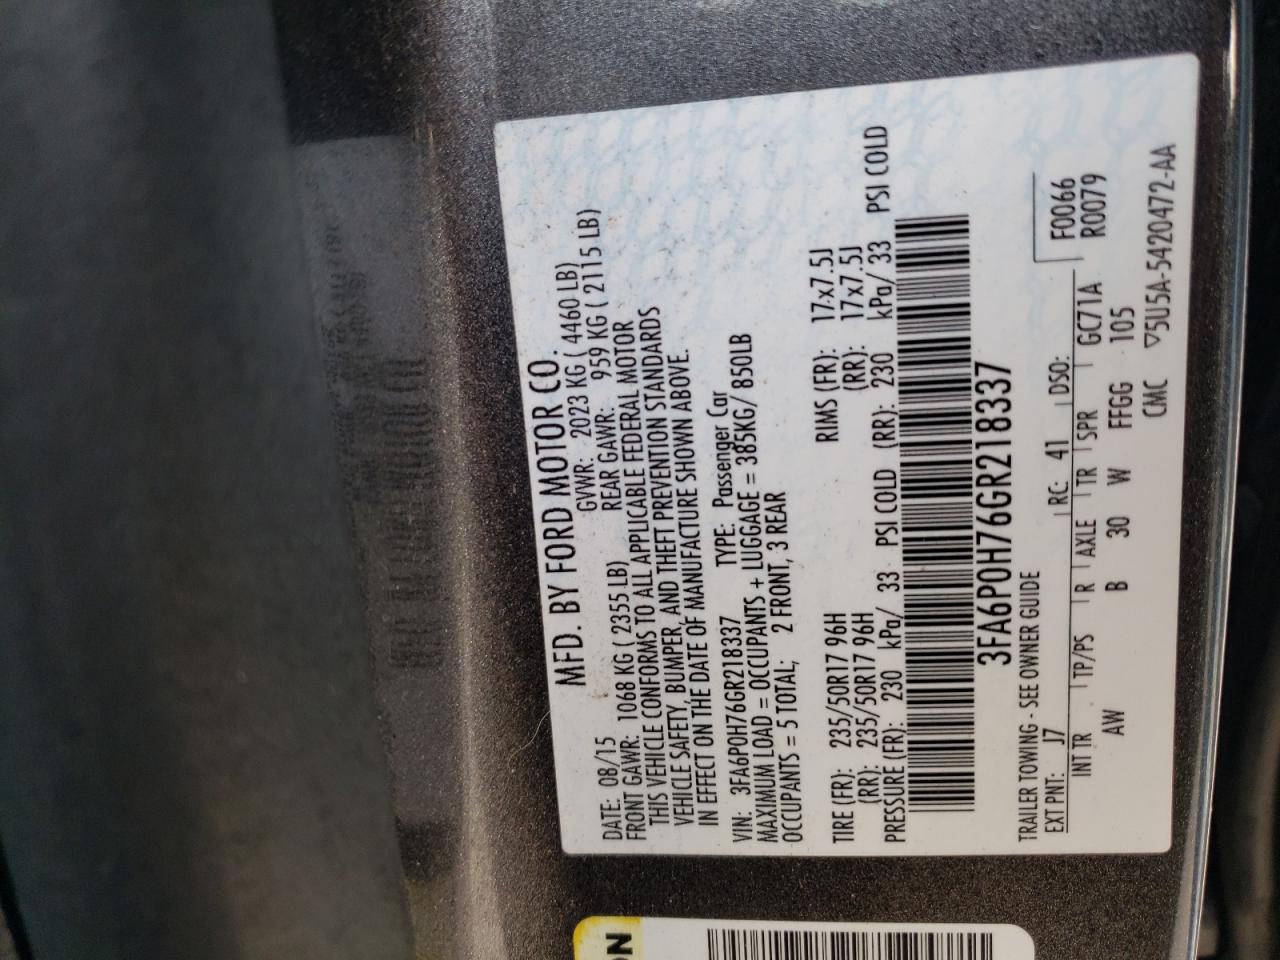 MFD. BY FORD MOTOR CO.
DATE: 08/15 GVWR: 2023 KG ( 4460 LB)
FRONT GAWR: 1068 KG ( 2355 LB) REAR GAWR: 959 KG ( 2115 LB)
THIS VEHICLE CONFORMS TO ALL APPLICABLE FEDERAL MOTOR
VEHICLE SAFETY, BUMPER, AND THEFT PREVENTION STANDARDS
IN EFFECT ON THE DATE OF MANUFACTURE SHOWN ABOVE.
VIN: 3FA6P0H76GR218337 TYPE: Passenger Car
MAXIMUM LOAD = OCCUPANTS + LUGGAGE = 385KG/ 850LB
OCCUPANTS = 5 TOTAL; 2 FRONT, 3 REAR
TIRE (FR): 235/50R17 96H RIMS (FR): 17x7.5J
(RR): 235/50R17 96H (RR): 17x7.5J
PRESSURE (FR): 230 kPa/ 33 PSI COLD (RR): 230 kPa/ 33 PSI COLD
3FA6P0H76GR218337
TRAILER TOWING - SEE OWNER GUIDE
EXT PNT: J7 RC: 41 DSO: F0066
INT TR TP/PS R AXLE TR SPR GC71A R0079
AW B 30 W FFGG 105
CMC ▽5U5A-5420472-AA